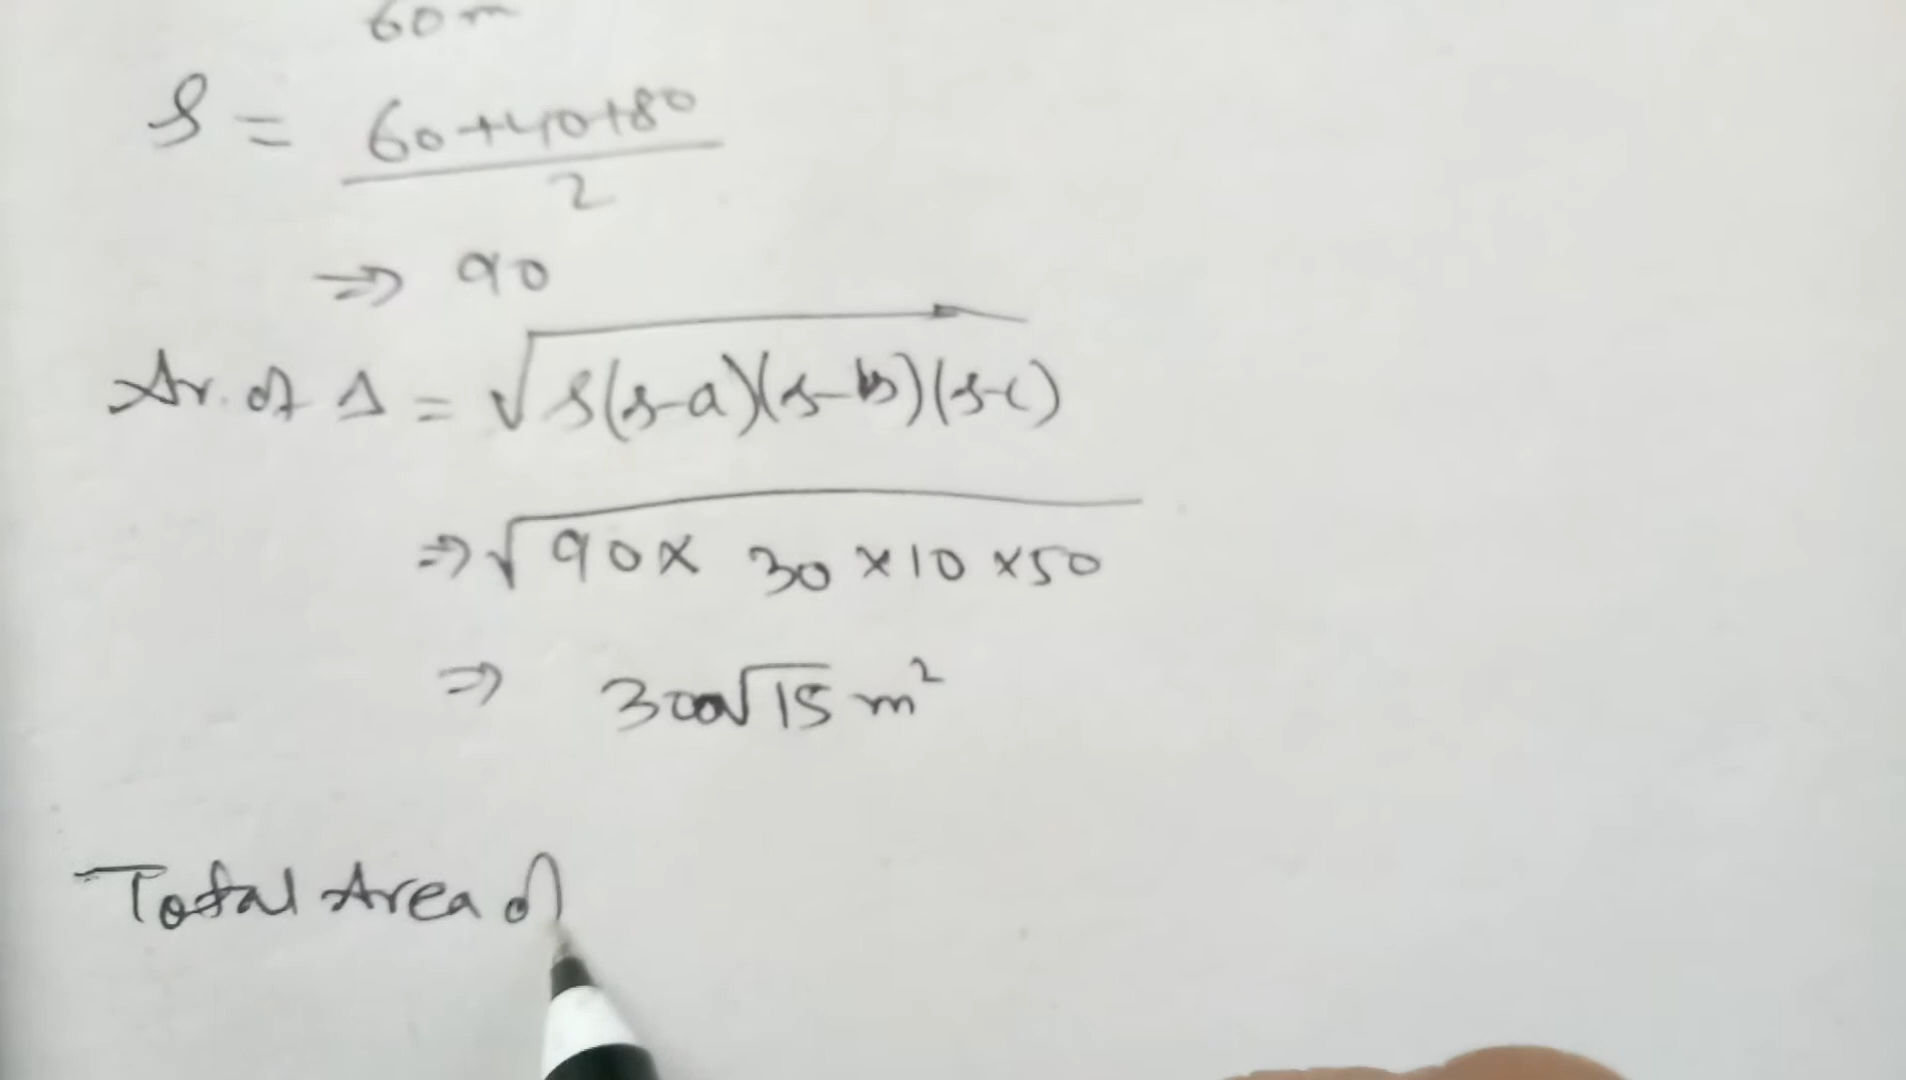 60m
S = 60+40+80
2
⇒ 90
Ar. of Δ = √s(s-a)(s-b)(s-c)
⇒ √90× 30 ×10 ×50
⇒ 300√15 m²
Total Area of